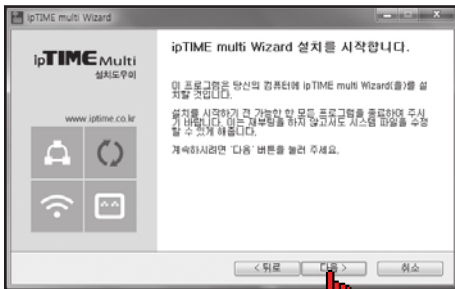 ipTIME multi Wizard
ipTIME Multi
설치도우미
www.iptime.co.kr
ipTIME multi Wizard 설치를 시작합니다.
이 프로그램은 당신의 컴퓨터에 ipTIME multi Wizard(을)를 설
치할 것입니다.
설치를 시작하기 전 가능한 한 모든 프로그램을 종료하여 주시
기 바랍니다. 이는 재부팅을 하지 않고서도 시스템 파일을 수정
할 수 있게 해줍니다.
계속하시려면 '다음' 버튼을 눌러 주세요.
< 뒤로
다음 >
취소